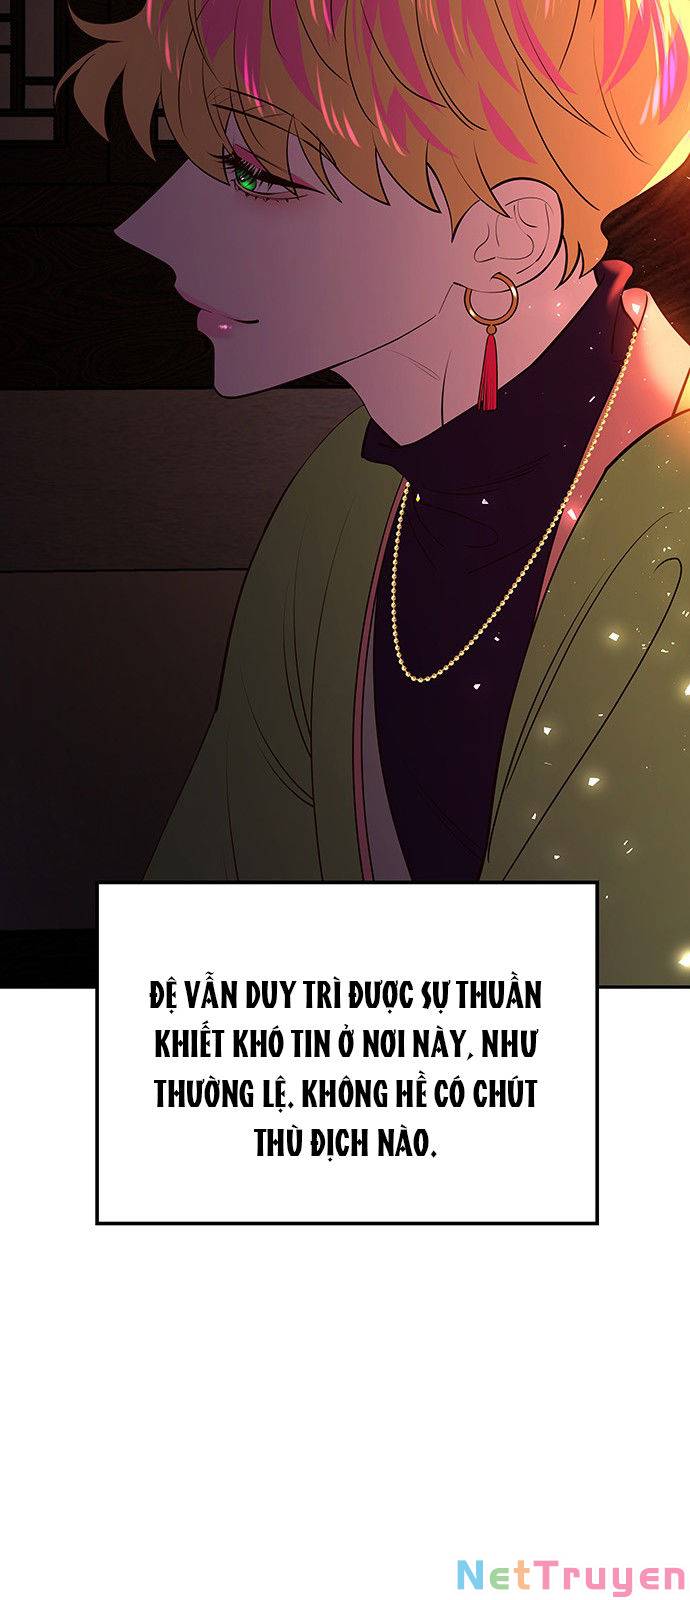 ĐỆ VẪN DUY TRÌ ĐƯỢC SỰ THUẦN
KHIẾT KHÓ TIN Ở NƠI NÀY, NHƯ
THƯỜNG LỆ. KHÔNG HỀ CÓ CHÚT
THÙ ĐỊCH NÀO.
NetTruyen